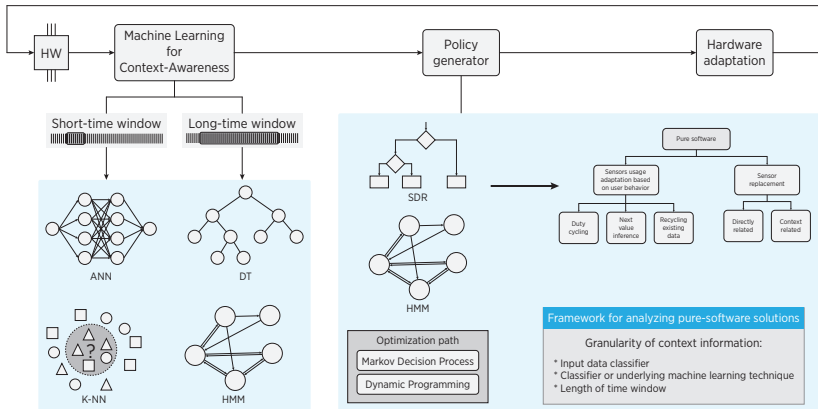 HW
Machine Learning
for
Context-Awareness
Policy
generator
Hardware
adaptation
Short-time window
Long-time window
ANN
DT
K-NN
?
HMM
SDR
HMM
Optimization path
Markov Decision Process
Dynamic Programming
Pure software
Sensors usage
adaptation based
on user behavior
Sensor
replacement
Duty
cycling
Next
value
inference
Recycling
existing
data
Directly
related
Context
related
Framework for analyzing pure-software solutions
Granularity of context information:
* Input data classifier
* Classifier or underlying machine learning technique
* Length of time window